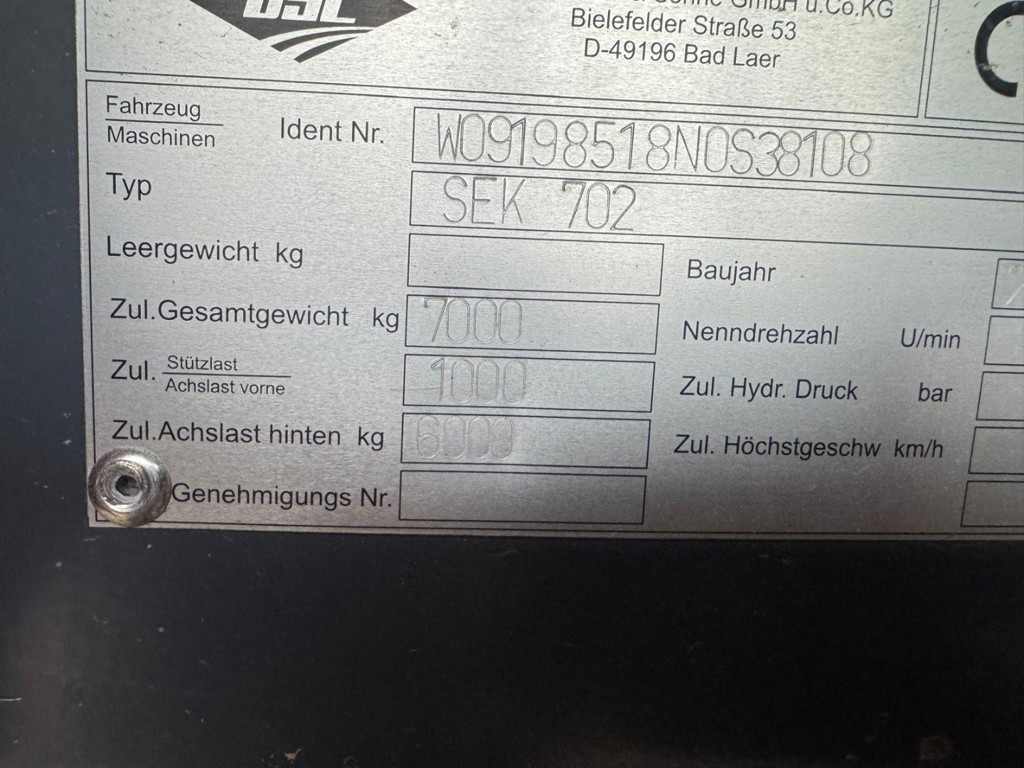 GmbH u.Co.KG
Bielefelder Straße 53
D-49196 Bad Laer
Fahrzeug
Maschinen
Ident Nr. W09198518N0S38108
Typ SEK 702
Leergewicht kg
Baujahr
Zul.Gesamtgewicht kg 7000
Nenndrehzahl U/min
Zul. Stützlast
Achslast vorne 1000
Zul. Hydr. Druck bar
Zul.Achslast hinten kg 6000
Zul. Höchstgeschw km/h
Genehmigungs Nr.